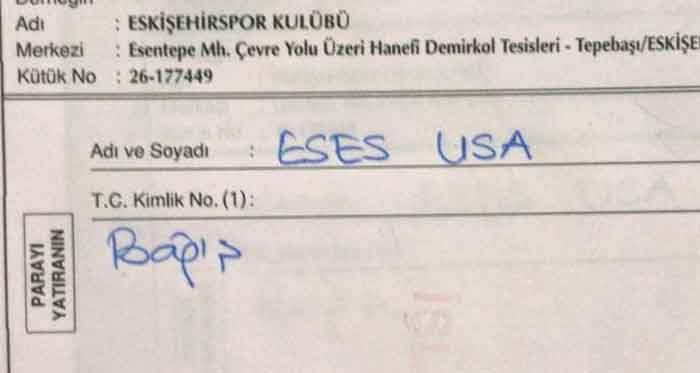 Derneğin
Adı : ESKİŞEHİRSPOR KULÜBÜ
Merkezi : Esentepe Mh. Çevre Yolu Üzeri Hanefi Demirkol Tesisleri - Tepebaşı/ESKİŞE
Kütük No : 26-177449
Adı ve Soyadı : ESES USA
T.C. Kimlik No. (1):
PARAYI
YATIRANIN
Bağış